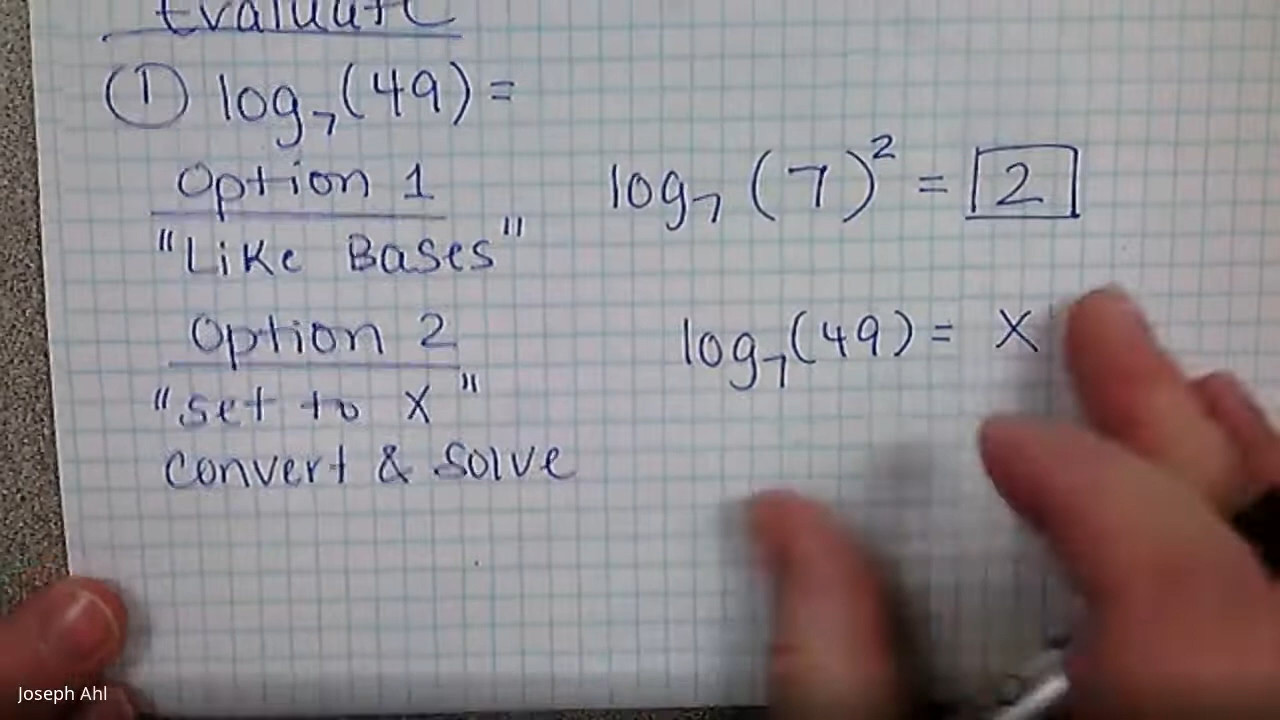 Evaluate
① log₇(49) =
Option 1
"Like Bases"
log₇(7)² = 2
Option 2
"set to X"
convert & solve
log₇(49) = X
Joseph Ahl